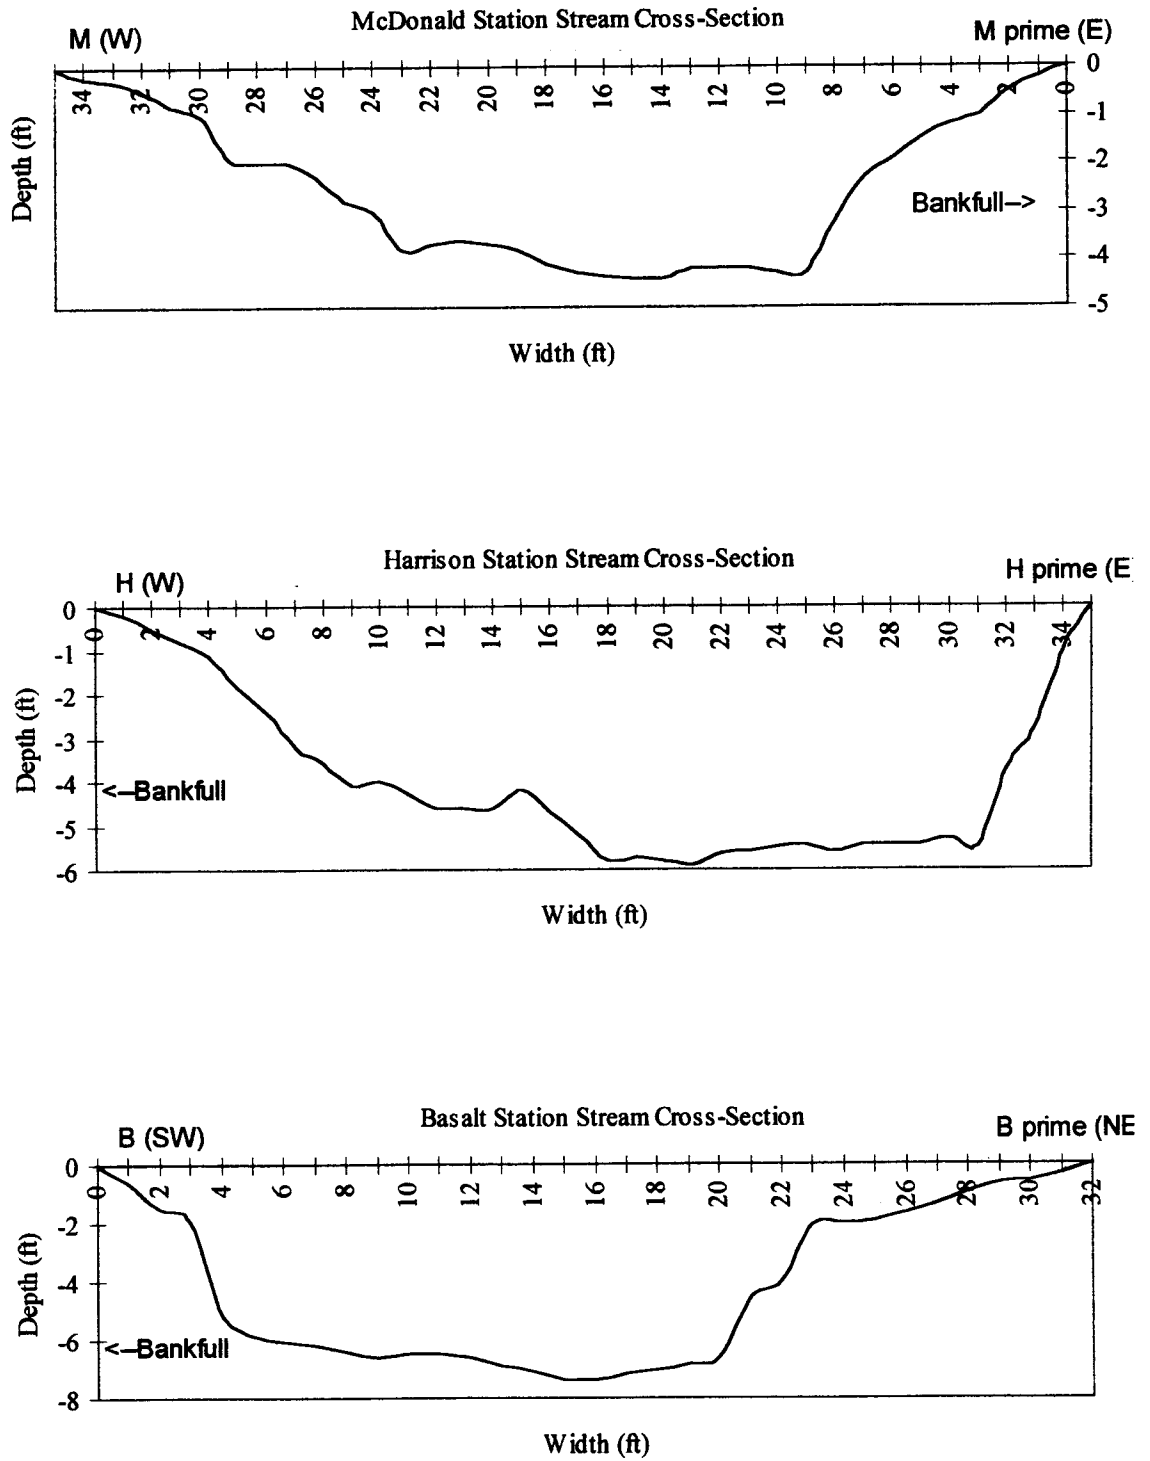 McDonald Station Stream Cross-Section
M (W) M prime (E)
34 32 30 28 26 24 22 20 18 16 14 12 10 8 6 4 2 0
0
-1
-2
-3
-4
-5
Depth (ft)
Bankfull-->
Width (ft)
Harrison Station Stream Cross-Section
H (W) H prime (E
0 2 4 6 8 10 12 14 16 18 20 22 24 26 28 30 32 34
0
-1
-2
-3
-4
-5
-6
Depth (ft)
<--Bankfull
Width (ft)
Basalt Station Stream Cross-Section
B (SW) B prime (NE
0 2 4 6 8 10 12 14 16 18 20 22 24 26 28 30 32
0
-2
-4
-6
-8
Depth (ft)
<--Bankfull
Width (ft)